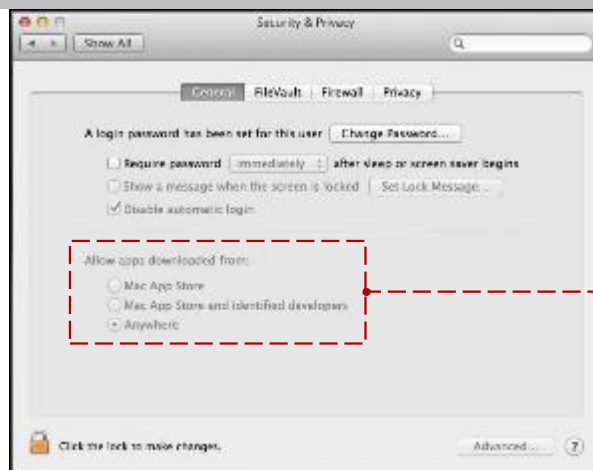 Security & Privacy
Show All
General FileVault Firewall Privacy
A login password has been set for this user Change Password...
Require password immediately after sleep or screen saver begins
Show a message when the screen is locked Set Lock Message...
Disable automatic login
Allow apps downloaded from:
Mac App Store
Mac App Store and identified developers
Anywhere
Click the lock to make changes.
Advanced... ?